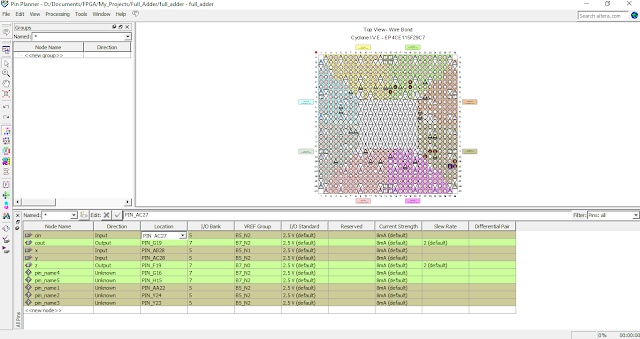 Pin Planner - D:/Documents/FPGA/My_Projects/Full_Adder/full_adder - full_adder
File Edit View Processing Tools Window Help
Search altera.com
Groups
Named: *
Node Name Direction
<<new group>>
Top View - Wire Bond
Cyclone IV E - EP4CE115F29C7
Named: * Edit: PIN_AC27 Filter: Pins: all
Node Name Direction Location I/O Bank VREF Group I/O Standard Reserved Current Strength Slew Rate Differential Pair
cin Input PIN_AC27 5 B5_N2 2.5 V (default) 8mA (default)
cout Output PIN_G19 7 B7_N2 2.5 V (default) 8mA (default) 2 (default)
x Input PIN_AB28 5 B5_N2 2.5 V (default) 8mA (default)
y Input PIN_AC28 5 B5_N2 2.5 V (default) 8mA (default)
z Output PIN_F19 7 B7_N2 2.5 V (default) 8mA (default) 2 (default)
pin_name4 Unknown PIN_G16 7 B7_N2 2.5 V (default) 8mA (default)
pin_name5 Unknown PIN_H15 7 B7_N2 2.5 V (default) 8mA (default)
pin_name1 Unknown PIN_AA22 5 B5_N2 2.5 V (default) 8mA (default)
pin_name2 Unknown PIN_Y24 5 B5_N2 2.5 V (default) 8mA (default)
pin_name3 Unknown PIN_Y23 5 B5_N2 2.5 V (default) 8mA (default)
<<new node>>
All Pins
0% 00:00:00